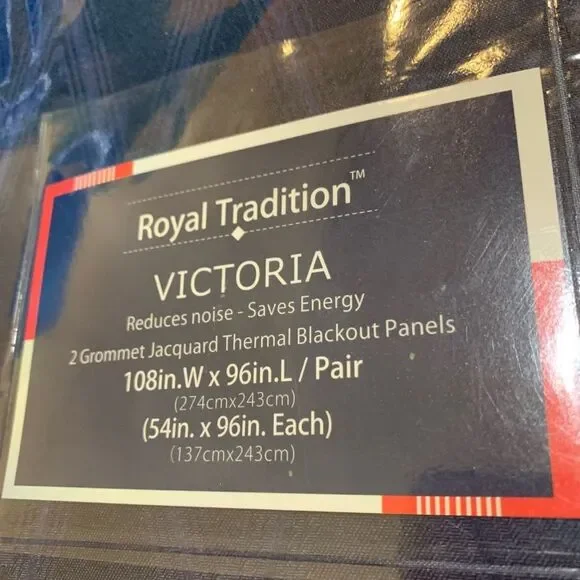 Royal Tradition™
VICTORIA
Reduces noise - Saves Energy
2 Grommet Jacquard Thermal Blackout Panels
108in.W x 96in.L / Pair
(274cmx243cm)
(54in. x 96in. Each)
(137cmx243cm)